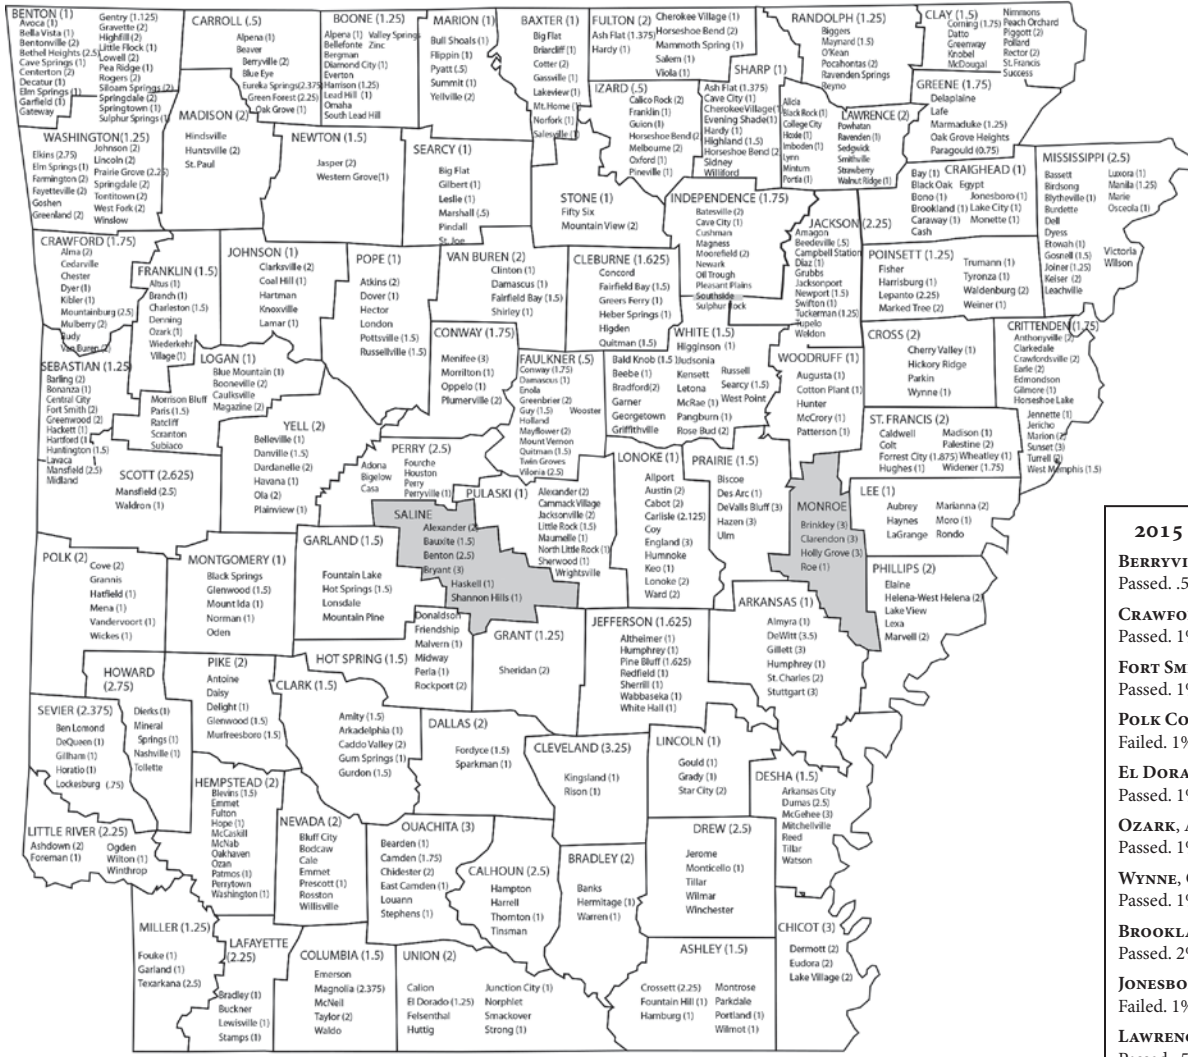 BENTON (1)
Avoca (1)
Bella Vista (1)
Bentonville (2)
Bethel Heights (2.5)
Cave Springs (1)
Centerton (2)
Decatur (1)
Elm Springs (1)
Garfield (1)
Gateway
Gentry (1.125)
Gravette (2)
Highfill (2)
Little Flock (1)
Lowell (2)
Pea Ridge (1)
Rogers (2)
Siloam Springs (2)
Springdale (2)
Springtown (1)
Sulphur Springs (1)
CARROLL (.5)
Alpena (1)
Beaver
Berryville (2)
Blue Eye
Eureka Springs(2.375)
Green Forest (2.25)
Oak Grove (1)
BOONE (1.25)
Alpena (1) Valley Springs
Bellefonte Zinc
Bergman
Diamond City (1)
Everton
Harrison (1.25)
Lead Hill (1)
Omaha
South Lead Hill
MARION (1)
Bull Shoals (1)
Flippin (1)
Pyatt (.5)
Summit (1)
Yellville (2)
BAXTER (1)
Big Flat
Briarcliff (1)
Cotter (2)
Gassville (1)
Lakeview (1)
Mt. Home (1)
Norfork (1)
Salesville (1)
FULTON (2)
Cherokee Village (1)
Ash Flat (1.375)
Horseshoe Bend (2)
Hardy (1)
Mammoth Spring (1)
Salem (1)
Viola (1)
IZARD (.5)
Calico Rock (2)
Franklin (1)
Guion (1)
Horseshoe Bend (2)
Melbourne (2)
Oxford (1)
Pineville (1)
SHARP (1)
Ash Flat (1.375)
Cave City (1)
CherokeeVillage(1)
Evening Shade(1)
Hardy (1)
Highland (1.5)
Horseshoe Bend (2)
Sidney
Williford
RANDOLPH (1.25)
Biggers
Maynard (1.5)
O'Kean
Pocahontas (2)
Ravenden Springs
Reyno
CLAY (1.5)
Corning (1.75)
Datto
Greenway
Knobel
McDougal
Nimmons
Peach Orchard
Piggott (2)
Pollard
Rector (2)
St. Francis
Success
GREENE (1.75)
Delaplaine
Lafe
Marmaduke (1.25)
Oak Grove Heights
Paragould (0.75)
LAWRENCE (2)
Alicia
Black Rock (1)
College City
Hoxie (1)
Imboden (1)
Lynn
Minturn
Portia (1)
Powhatan
Ravenden (1)
Sedgwick
Smithville
Strawberry
Walnut Ridge (1)
WASHINGTON(1.25)
Elkins (2.75)
Elm Springs (1)
Farmington (2)
Fayetteville (2)
Goshen
Greenland (2)
Johnson (2)
Lincoln (2)
Prairie Grove (2.25)
Springdale (2)
Tontitown (2)
West Fork (2)
Winslow
MADISON (2)
Hindsville
Huntsville (2)
St. Paul
NEWTON (1.5)
Jasper (2)
Western Grove(1)
SEARCY (1)
Big Flat
Gilbert (1)
Leslie (1)
Marshall (.5)
Pindall
St. Joe
STONE (1)
Fifty Six
Mountain View (2)
INDEPENDENCE (1.75)
Batesville (2)
Cave City (1)
Cushman
Magness
Moorefield (2)
Newark
Oil Trough
Pleasant Plains
Southside
Sulphur Rock
JACKSON (2.25)
Amagon
Beedeville (.5)
Campbell Station
Diaz (1)
Grubbs
Jacksonport
Newport (1.5)
Swifton (1)
Tuckerman (1.25)
Tupelo
Weldon
CRAIGHEAD (1)
Bay (1)
Black Oak Egypt
Bono (1) Jonesboro (1)
Brookland (1) Lake City (1)
Caraway (1) Monette (1)
Cash
MISSISSIPPI (2.5)
Bassett
Birdsong
Blytheville (1)
Burdette
Dell
Dyess
Etowah (1)
Gosnell (1.5)
Joiner (1.25)
Keiser (2)
Leachville
Luxora (1)
Manila (1.25)
Marie
Osceola (1)
Victoria
Wilson
CRAWFORD (1.75)
Alma (2)
Cedarville
Chester
Dyer (1)
Kibler (1)
Mountainburg (2.5)
Mulberry (2)
Rudy
Van Buren (2)
FRANKLIN (1.5)
Altus (1)
Branch (1)
Charleston (1.5)
Denning
Ozark (1)
Wiederkehr
Village (1)
JOHNSON (1)
Clarksville (2)
Coal Hill (1)
Hartman
Knoxville
Lamar (1)
POPE (1)
Atkins (2)
Dover (1)
Hector
London
Pottsville (1.5)
Russellville (1.5)
VAN BUREN (2)
Clinton (1)
Damascus (1)
Fairfield Bay (1.5)
Shirley (1)
CLEBURNE (1.625)
Concord
Fairfield Bay (1.5)
Greers Ferry (1)
Heber Springs (1)
Higden
Quitman (1.5)
POINSETT (1.25)
Fisher
Harrisburg (1)
Lepanto (2.25)
Marked Tree (2)
Trumann (1)
Tyronza (1)
Waldenburg (2)
Weiner (1)
CROSS (2)
Cherry Valley (1)
Hickory Ridge
Parkin
Wynne (1)
CRITTENDEN (1.75)
Anthonyville (2)
Clarkedale
Crawfordsville (2)
Earle (2)
Edmondson
Gilmore (1)
Horseshoe Lake
Jennette (1)
Jericho
Marion (2)
Sunset (3)
Turrell (2)
West Memphis (1.5)
CONWAY (1.75)
Menifee (3)
Morrilton (1)
Oppelo (1)
Plumerville (2)
FAULKNER (.5)
Conway (1.75)
Damascus (1)
Enola
Greenbrier (2)
Guy (1.5) Wooster
Holland
Mayflower (2)
Mount Vernon
Quitman (1.5)
Twin Groves
Vilonia (2.5)
WHITE (1.5)
Bald Knob (1.5)
Beebe (1)
Bradford(2)
Garner
Georgetown
Griffithville
Higginson (1)
Judsonia
Kensett
Letona
McRae (1)
Pangburn (1)
Rose Bud (2)
Russell
Searcy (1.5)
West Point
WOODRUFF (1)
Augusta (1)
Cotton Plant (1)
Hunter
McCrory (1)
Patterson (1)
ST. FRANCIS (2)
Caldwell
Colt
Forrest City (1.875)
Hughes (1)
Madison (1)
Palestine (2)
Wheatley (1)
Widener (1.75)
SEBASTIAN (1.25)
Barling (2)
Bonanza (1)
Central City
Fort Smith (2)
Greenwood (2)
Hackett (1)
Hartford (1)
Huntington (1.5)
Lavaca
Mansfield (2.5)
Midland
LOGAN (1)
Blue Mountain (1)
Booneville (2)
Caulksville
Magazine (2)
Morrison Bluff
Paris (1.5)
Ratcliff
Scranton
Subiaco
SCOTT (2.625)
Mansfield (2.5)
Waldron (1)
YELL (2)
Belleville (1)
Danville (1.5)
Dardanelle (2)
Havana (1)
Ola (2)
Plainview (1)
PERRY (2.5)
Adona
Bigelow
Casa
Fourche
Houston
Perry
Perryville (1)
PULASKI (1)
Alexander (2)
Cammack Village
Jacksonville (2)
Little Rock (1.5)
Maumelle (1)
North Little Rock (1)
Sherwood (1)
Wrightsville
LONOKE (1)
Allport
Austin (2)
Cabot (2)
Carlisle (2.125)
Coy
England (3)
Humnoke
Keo (1)
Lonoke (2)
Ward (2)
PRAIRIE (1.5)
Biscoe
Des Arc (1)
DeValls Bluff (3)
Hazen (3)
Ulm
MONROE
Brinkley (3)
Clarendon (3)
Holly Grove (3)
Roe (1)
LEE (1)
Aubrey
Haynes
LaGrange
Marianna (2)
Moro (1)
Rondo
PHILLIPS (2)
Elaine
Helena-West Helena (2)
Lake View
Lexa
Marvell (2)
SALINE
Alexander (2)
Bauxite (1.5)
Benton (2.5)
Bryant (3)
Haskell (1)
Shannon Hills (1)
GARLAND (1.5)
Fountain Lake
Hot Springs (1.5)
Lonsdale
Mountain Pine
POLK (2)
Cove (2)
Grannis
Hatfield (1)
Mena (1)
Vandervoort (1)
Wickes (1)
MONTGOMERY (1)
Black Springs
Glenwood (1.5)
Mount Ida (1)
Norman (1)
Oden
HOT SPRING (1.5)
Donaldson
Friendship
Malvern (1)
Midway
Perla (1)
Rockport (2)
GRANT (1.25)
Sheridan (2)
JEFFERSON (1.625)
Altheimer (1)
Humphrey (1)
Pine Bluff (1.625)
Redfield (1)
Sherrill (1)
Wabbaseka (1)
White Hall (1)
ARKANSAS (1)
Almyra (1)
DeWitt (3.5)
Gillett (3)
Humphrey (1)
St. Charles (2)
Stuttgart (3)
HOWARD
(2.75)
Dierks (1)
Mineral
Springs (1)
Nashville (1)
Tollette
PIKE (2)
Antoine
Daisy
Delight (1)
Glenwood (1.5)
Murfreesboro (1.5)
CLARK (1.5)
Amity (1.5)
Arkadelphia (1)
Caddo Valley (2)
Gum Springs (1)
Gurdon (1.5)
SEVIER (2.375)
Ben Lomond
DeQueen (1)
Gilham (1)
Horatio (1)
Lockesburg (.75)
DALLAS (2)
Fordyce (1.5)
Sparkman (1)
CLEVELAND (3.25)
Kingsland (1)
Rison (1)
LINCOLN (1)
Gould (1)
Grady (1)
Star City (2)
DESHA (1.5)
Arkansas City
Dumas (2.5)
McGehee (3)
Mitchellville
Reed
Tillar
Watson
LITTLE RIVER (2.25)
Ashdown (2)
Foreman (1)
Ogden
Wilton (1)
Winthrop
HEMPSTEAD (2)
Blevins (1.5)
Emmet
Fulton
Hope (1)
McCaskill
McNab
Oakhaven
Ozan
Patmos (1)
Perrytown
Washington (1)
NEVADA (2)
Bluff City
Bodcaw
Cale
Emmet
Prescott (1)
Rosston
Willisville
OUACHITA (3)
Bearden (1)
Camden (1.75)
Chidester (2)
East Camden (1)
Louann
Stephens (1)
CALHOUN (2.5)
Hampton
Harrell
Thornton (1)
Tinsman
BRADLEY (2)
Banks
Hermitage (1)
Warren (1)
DREW (2.5)
Jerome
Monticello (1)
Tillar
Wilmar
Winchester
CHICOT (3)
Dermott (2)
Eudora (2)
Lake Village (2)
MILLER (1.25)
Fouke (1)
Garland (1)
Texarkana (2.5)
LAFAYETTE
(2.25)
Bradley (1)
Buckner
Lewisville (1)
Stamps (1)
COLUMBIA (1.5)
Emerson
Magnolia (2.375)
McNeil
Taylor (2)
Waldo
UNION (2)
Calion
El Dorado (1.25)
Felsenthal
Huttig
Junction City (1)
Norphlet
Smackover
Strong (1)
ASHLEY (1.5)
Crossett (2.25)
Fountain Hill (1)
Hamburg (1)
Montrose
Parkdale
Portland (1)
Wilmot (1)
2015
BERRYVI
Passed. .5
CRAWFO
Passed. 1%
FORT SM
Passed. 1%
POLK CO
Failed. 1%
EL DORA
Passed. 1%
OZARK, A
Passed. 1%
WYNNE, C
Passed. 1%
BROOKLA
Passed. 2%
JONESBO
Failed. 1%
LAWRENC